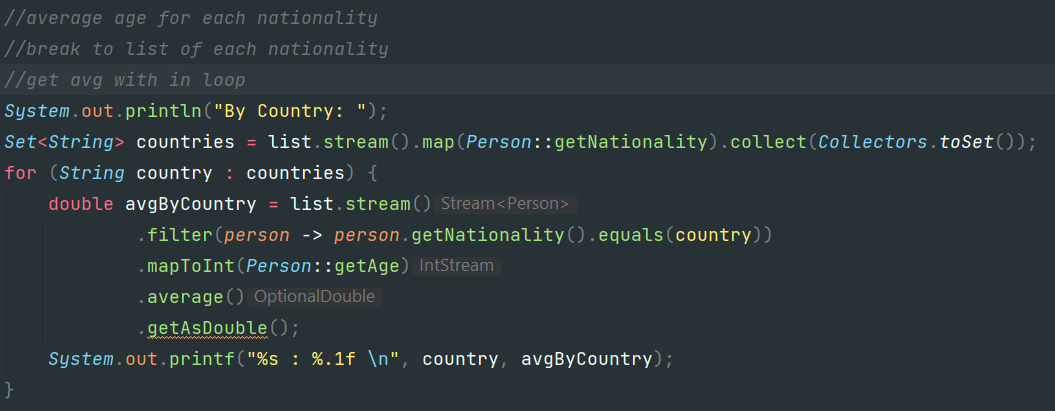 //average age for each nationality
//break to list of each nationality
//get avg with in loop
System.out.println("By Country: ");
Set<String> countries = list.stream().map(Person::getNationality).collect(Collectors.toSet());
for (String country : countries) {
    double avgByCountry = list.stream() Stream<Person>
            .filter(person -> person.getNationality().equals(country))
            .mapToInt(Person::getAge) IntStream
            .average() OptionalDouble
            .getAsDouble();
    System.out.printf("%s : %.1f \n", country, avgByCountry);
}